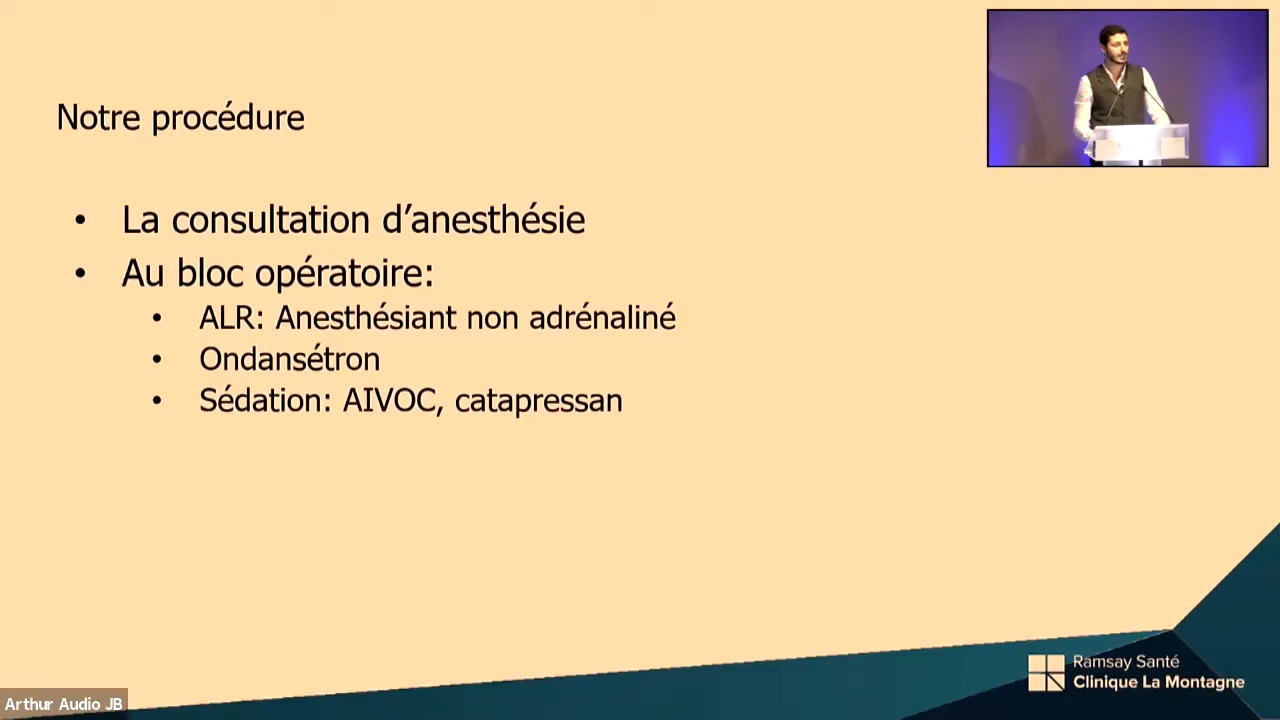 Notre procédure
• La consultation d’anesthésie
• Au bloc opératoire:
• ALR: Anesthésiant non adrénaliné
• Ondansétron
• Sédation: AIVOC, catapressan
Ramsay Santé
Clinique La Montagne
Arthur Audio JB